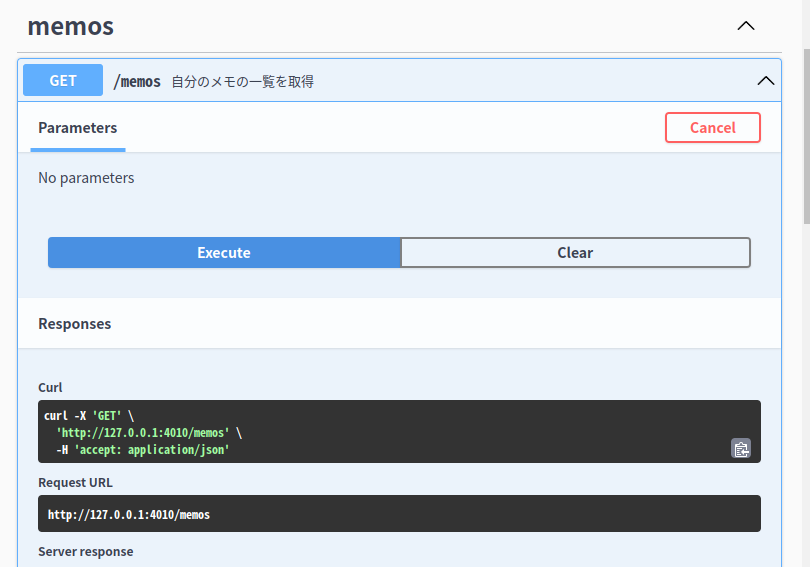 memos
GET /memos 自分のメモの一覧を取得
Parameters Cancel
No parameters
Execute Clear
Responses
Curl
curl -X 'GET' \
'http://127.0.0.1:4010/memos' \
-H 'accept: application/json'
Request URL
http://127.0.0.1:4010/memos
Server response